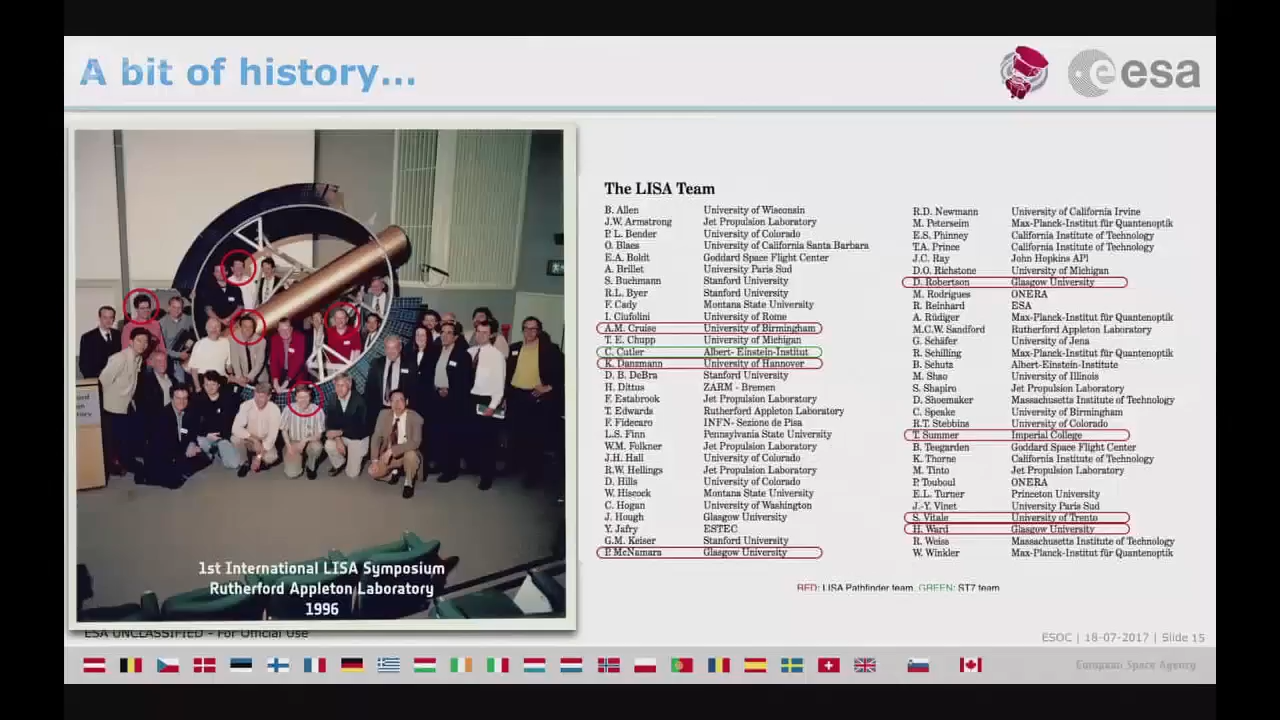 A bit of history...
esa
The LISA Team
B. Allen University of Wisconsin
J.W. Armstrong Jet Propulsion Laboratory
P. L. Bender University of Colorado
O. Blaes University of California Santa Barbara
E.A. Boldt Goddard Space Flight Center
A. Brillet University Paris Sud
S. Buchmann Stanford University
R.L. Byer Stanford University
F. Cady Montana State University
I. Ciufolini University of Rome
A.M. Cruise University of Birmingham
T. E. Chupp University of Michigan
C. Cutler Albert- Einstein-Institut
K. Danzmann University of Hannover
D. B. DeBra Stanford University
H. Dittus ZARM - Bremen
F. Estabrook Jet Propulsion Laboratory
T. Edwards Rutherford Appleton Laboratory
F. Fidecaro INFN- Sezione de Pisa
L.S. Finn Pennsylvania State University
W.M. Folkner Jet Propulsion Laboratory
J.H. Hall University of Colorado
R.W. Hellings Jet Propulsion Laboratory
D. Hills University of Colorado
W. Hiscock Montana State University
C. Hogan University of Washington
J. Hough Glasgow University
Y. Jafry ESTEC
G.M. Keiser Stanford University
P. McNamara Glasgow University
R.D. Newmann University of California Irvine
M. Peterseim Max-Planck-Institut für Quantenoptik
E.S. Phinney California Institute of Technology
T.A. Prince California Institute of Technology
J.C. Ray John Hopkins APl
D.O. Richstone University of Michigan
D. Robertson Glasgow University
M. Rodrigues ONERA
R. Reinhard ESA
A. Rüdiger Max-Planck-Institut für Quantenoptik
M.C.W. Sandford Rutherford Appleton Laboratory
G. Schäfer University of Jena
R. Schilling Max-Planck-Institut für Quantenoptik
B. Schutz Albert-Einstein-Institute
M. Shao University of Illinois
S. Shapiro Jet Propulsion Laboratory
D. Shoemaker Massachusetts Institute of Technology
C. Speake University of Birmingham
R.T. Stebbins University of Colorado
T. Summer Imperial College
B. Teegarden Goddard Space Flight Center
K. Thorne California Institute of Technology
M. Tinto Jet Propulsion Laboratory
P. Touboul ONERA
E.L. Turner Princeton University
J.-Y. Vinet University Paris Sud
S. Vitale University of Trento
H. Ward Glasgow University
R. Weiss Massachusetts Institute of Technology
W. Winkler Max-Planck-Institut für Quantenoptik
1st International LISA Symposium
Rutherford Appleton Laboratory
1996
RED: LISA Pathfinder team, GREEN: ST7 team
ESA UNCLASSIFIED - For Official Use
ESOC | 18-07-2017 | Slide 15
European Space Agency